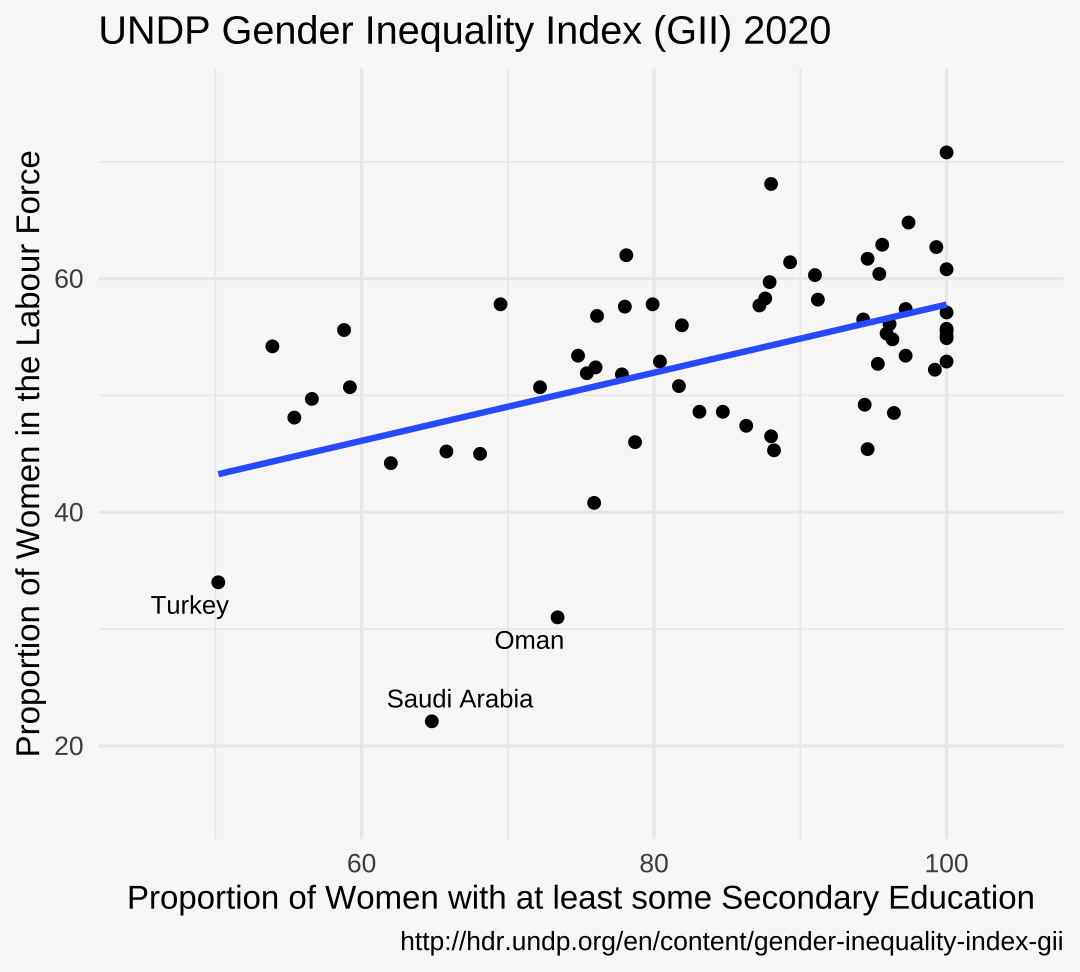 UNDP Gender Inequality Index (GII) 2020
Proportion of Women in the Labour Force
60
40
20
Turkey
Oman
Saudi Arabia
60 80 100
Proportion of Women with at least some Secondary Education
http://hdr.undp.org/en/content/gender-inequality-index-gii